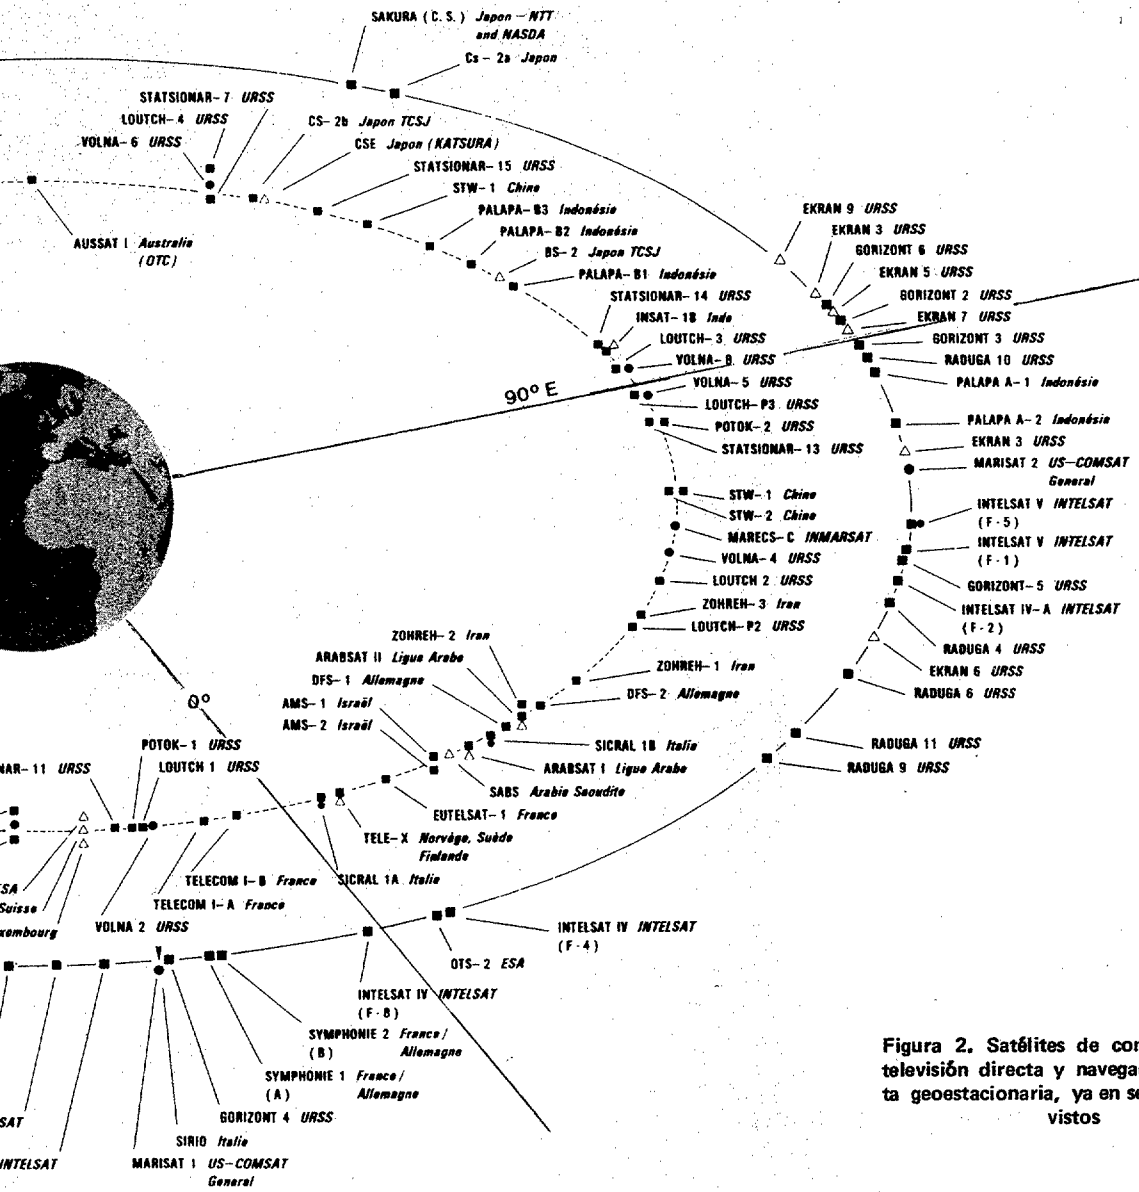 SAKURA (C.S.) Japon - NTT
and NASDA
Cs - 2a Japon
STATSIONAR- 7 URSS
LOUTCH- 4 URSS
VOLNA- 6 URSS
CS- 2b Japon TCSJ
CSE Japon (KATSURA)
STATSIONAR- 15 URSS
STW- 1 Chine
PALAPA- B3 Indonésie
PALAPA- B2 Indonésie
BS- 2 Japon TCSJ
PALAPA- B1 Indonésie
STATSIONAR- 14 URSS
INSAT- 1B Inde
LOUTCH- 3 URSS
VOLNA- 8 URSS
VOLNA- 5 URSS
LOUTCH- P3 URSS
POTOK- 2 URSS
STATSIONAR- 13 URSS
AUSSAT I Australia
(OTC)
EKRAN 9 URSS
EKRAN 3 URSS
GORIZONT 6 URSS
EKRAN 5 URSS
GORIZONT 2 URSS
EKRAN 7 URSS
GORIZONT 3 URSS
RADUGA 10 URSS
PALAPA A- 1 Indonésie
90º E
PALAPA A- 2 Indonésie
EKRAN 3 URSS
MARISAT 2 US-COMSAT
General
INTELSAT V INTELSAT
(F-5)
INTELSAT V INTELSAT
(F-1)
GORIZONT- 5 URSS
INTELSAT IV- A INTELSAT
(F-2)
RADUGA 4 URSS
EKRAN 6 URSS
RADUGA 6 URSS
RADUGA 11 URSS
RADUGA 9 URSS
STW- 1 Chine
STW- 2 Chine
MARECS- C INMARSAT
VOLNA- 4 URSS
LOUTCH 2 URSS
ZOHREH- 3 Iran
LOUTCH- P2 URSS
ZOHREH- 1 Iran
DFS- 2 Allemagne
ZOHREH- 2 Iran
ARABSAT II Ligue Arabe
DFS- 1 Allemagne
AMS- 1 Israël
AMS- 2 Israël
0º
SICRAL 1B Italie
ARABSAT I Ligue Arabe
SABS Arabie Saoudite
EUTELSAT- 1 France
TELE- X Norvège, Suède
Finlande
SICRAL 1A Italie
POTOK- 1 URSS
NAR- 11 URSS
LOUTCH 1 URSS
TELECOM I- B France
TELECOM I- A France
VOLNA 2 URSS
ESA
Suisse
xembourg
INTELSAT IV INTELSAT
(F-4)
OTS- 2 ESA
INTELSAT IV INTELSAT
(F-8)
SYMPHONIE 2 France/
(B) Allemagne
SYMPHONIE 1 France/
(A) Allemagne
GORIZONT 4 URSS
SIRIO Italie
MARISAT 1 US-COMSAT
General
SAT
INTELSAT
Figura 2. Satélites de con
televisión directa y navega
ta geoestacionaria, ya en se
vistos